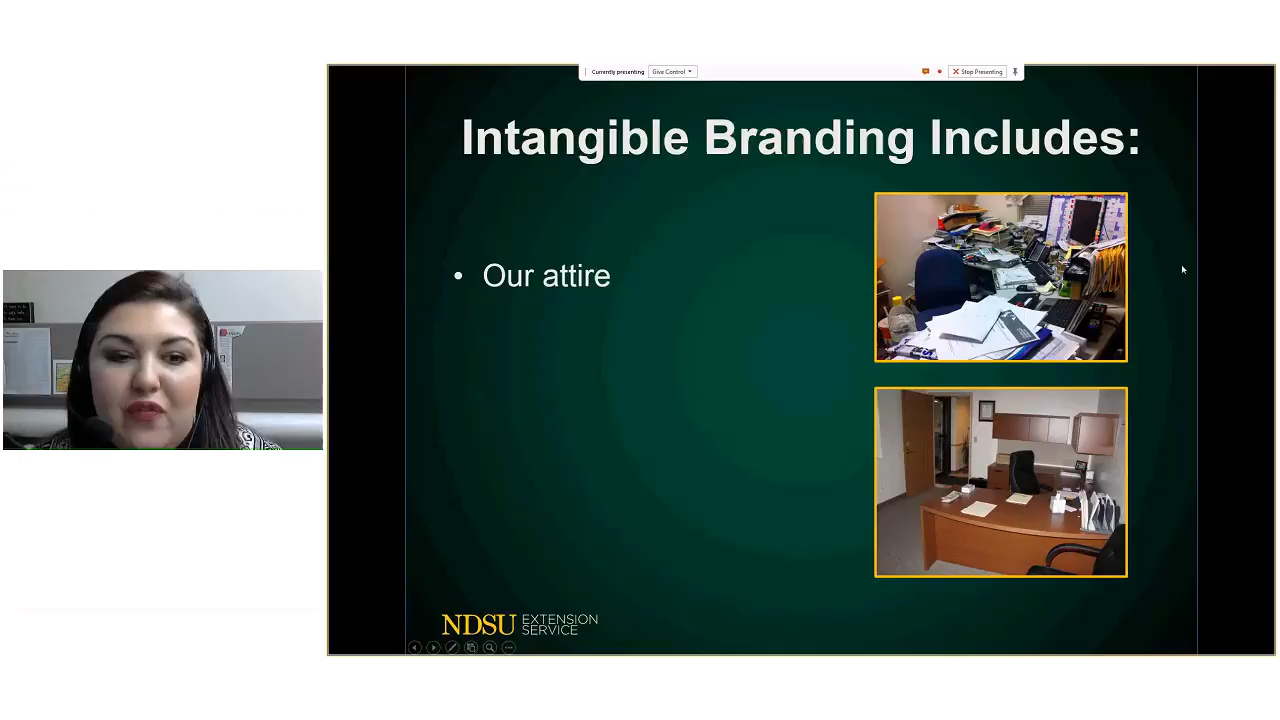 Currently presenting
Give Control
Stop Presenting
Intangible Branding Includes:
• Our attire
NDSU EXTENSION
SERVICE